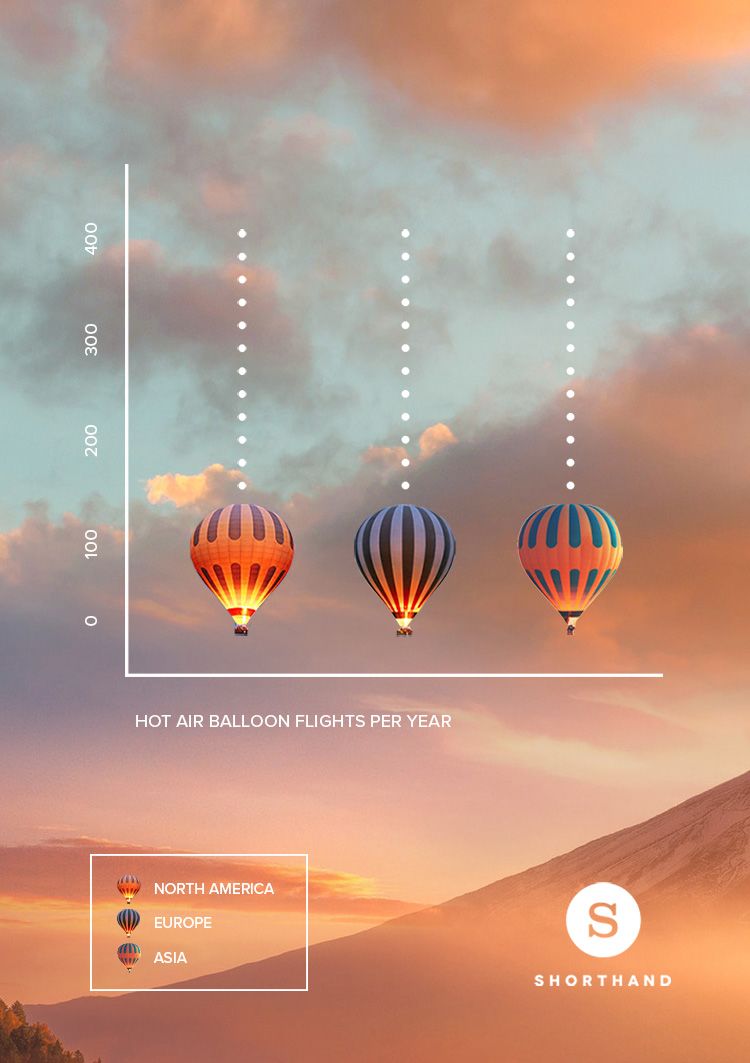 400
300
200
100
0
HOT AIR BALLOON FLIGHTS PER YEAR
NORTH AMERICA
EUROPE
ASIA
S
SHORTHAND